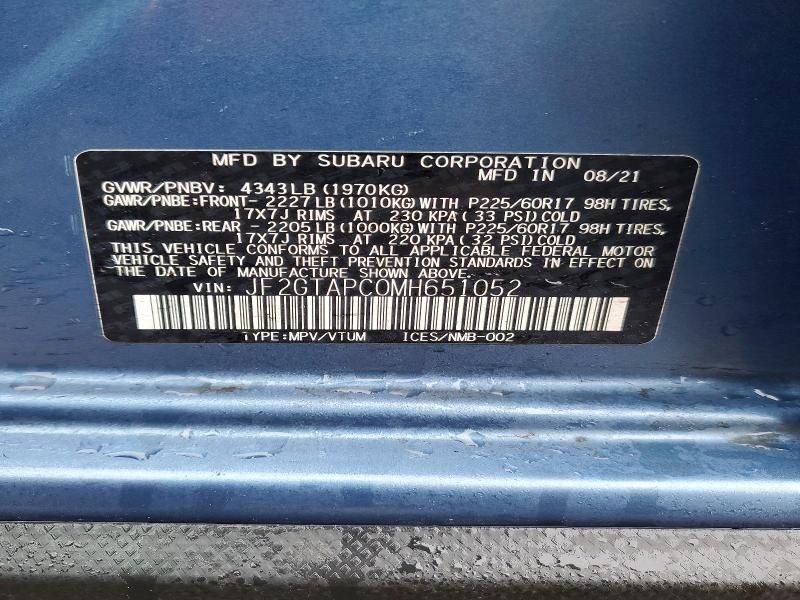 MFD BY SUBARU CORPORATION
MFD IN 08/21
GVWR/PNBV: 4343LB(1970KG)
GAWR/PNBE:FRONT-2227LB(1010KG)WITH P225/60R17 98H TIRES,
17X7J RIMS AT 230 KPA(33 PSI)COLD
GAWR/PNBE:REAR -2205LB(1000KG)WITH P225/60R17 98H TIRES,
17X7J RIMS AT 220 KPA(32 PSI)COLD
THIS VEHICLE CONFORMS TO ALL APPLICABLE FEDERAL MOTOR
VEHICLE SAFETY AND THEFT PREVENTION STANDARDS IN EFFECT
ON THE DATE OF MANUFACTURE SHOWN ABOVE.
VIN: JF2GTAPC0MH651052
TYPE:MPV/VTUM ICES/NMB-002